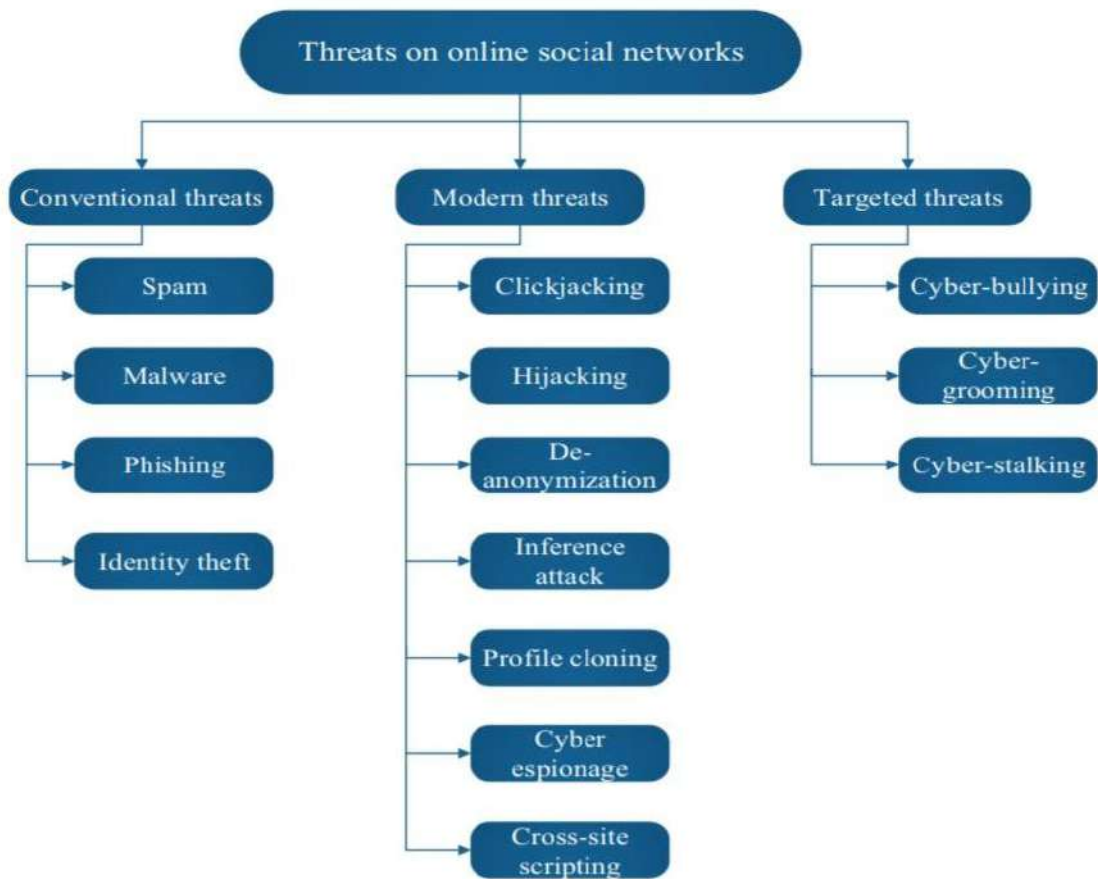 Threats on online social networks
Conventional threats
Modern threats
Targeted threats
Spam
Malware
Phishing
Identity theft
Clickjacking
Hijacking
De-
anonymization
Inference
attack
Profile cloning
Cyber
espionage
Cross-site
scripting
Cyber-bullying
Cyber-
grooming
Cyber-stalking